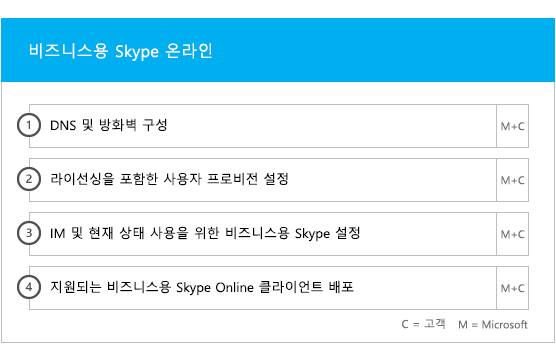 비즈니스용 Skype 온라인
1 DNS 및 방화벽 구성 M+C
2 라이선싱을 포함한 사용자 프로비전 설정 M+C
3 IM 및 현재 상태 사용을 위한 비즈니스용 Skype 설정 M+C
4 지원되는 비즈니스용 Skype Online 클라이언트 배포 M+C
C = 고객 M = Microsoft